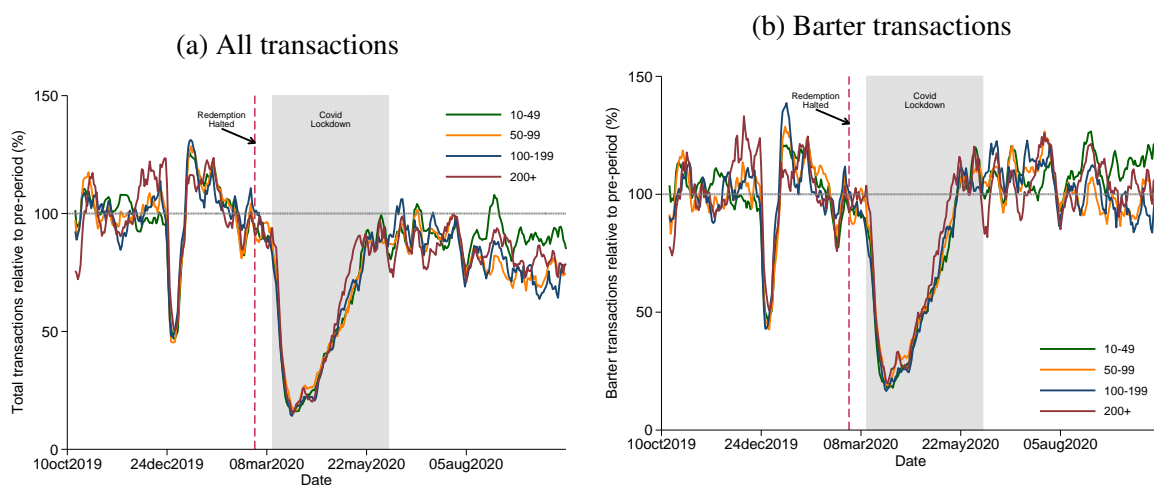 (a) All transactions
Total transactions relative to pre-period (%)
150
100
50
0
Redemption
Halted
Covid
Lockdown
10-49
50-99
100-199
200+
10oct2019
24dec2019
08mar2020
22may2020
05aug2020
Date
(b) Barter transactions
Barter transactions relative to pre-period (%)
150
100
50
0
Redemption
Halted
Covid
Lockdown
10-49
50-99
100-199
200+
10oct2019
24dec2019
08mar2020
22may2020
05aug2020
Date